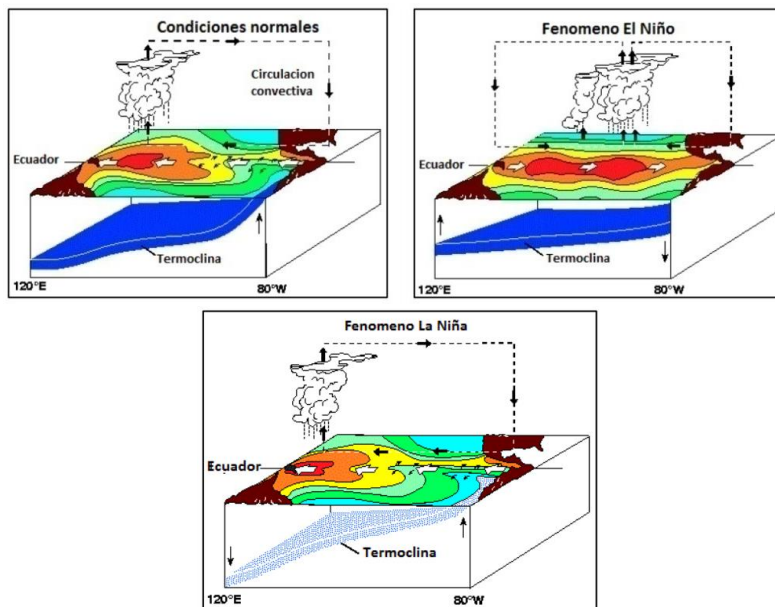 Condiciones normales
Circulacion
convectiva
Ecuador
Termoclina
120°E
80°W
Fenomeno El Niño
Ecuador
Termoclina
120°E
80°W
Fenomeno La Niña
Ecuador
Termoclina
120°E
80°W